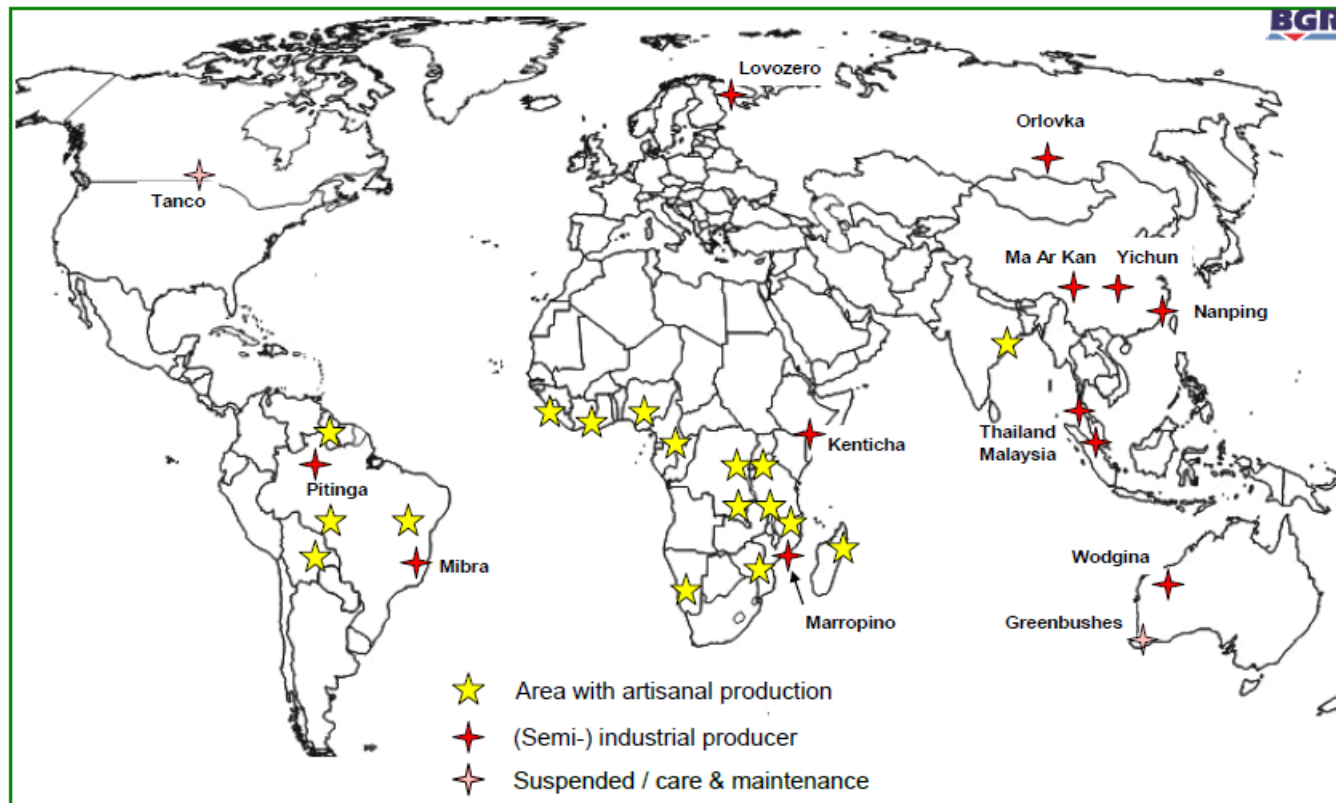 BGR
Lovozero
Orlovka
Tanco
Ma Ar Kan Yichun
Nanping
Kenticha
Thailand
Malaysia
Pitinga
Mibra
Marropino
Wodgina
Greenbushes
Area with artisanal production
(Semi-) industrial producer
Suspended / care & maintenance